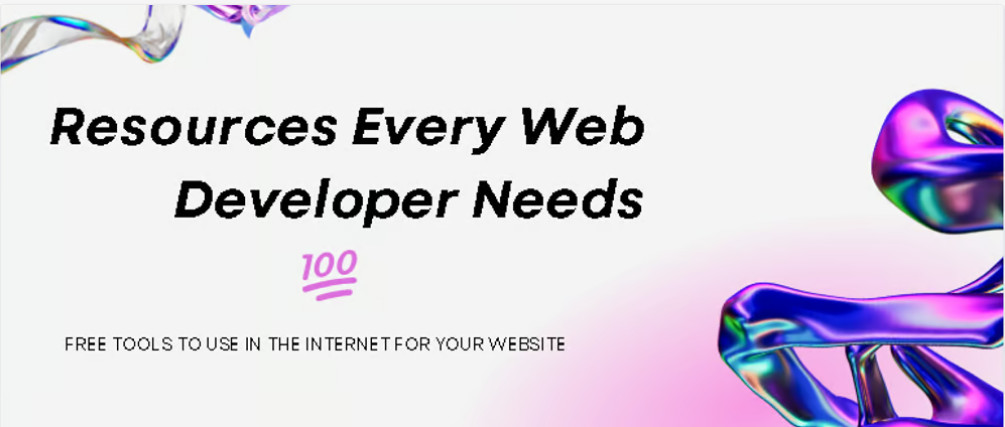 Resources Every Web
Developer Needs
100
FREE TOOLS TO USE IN THE INTERNET FOR YOUR WEBSITE